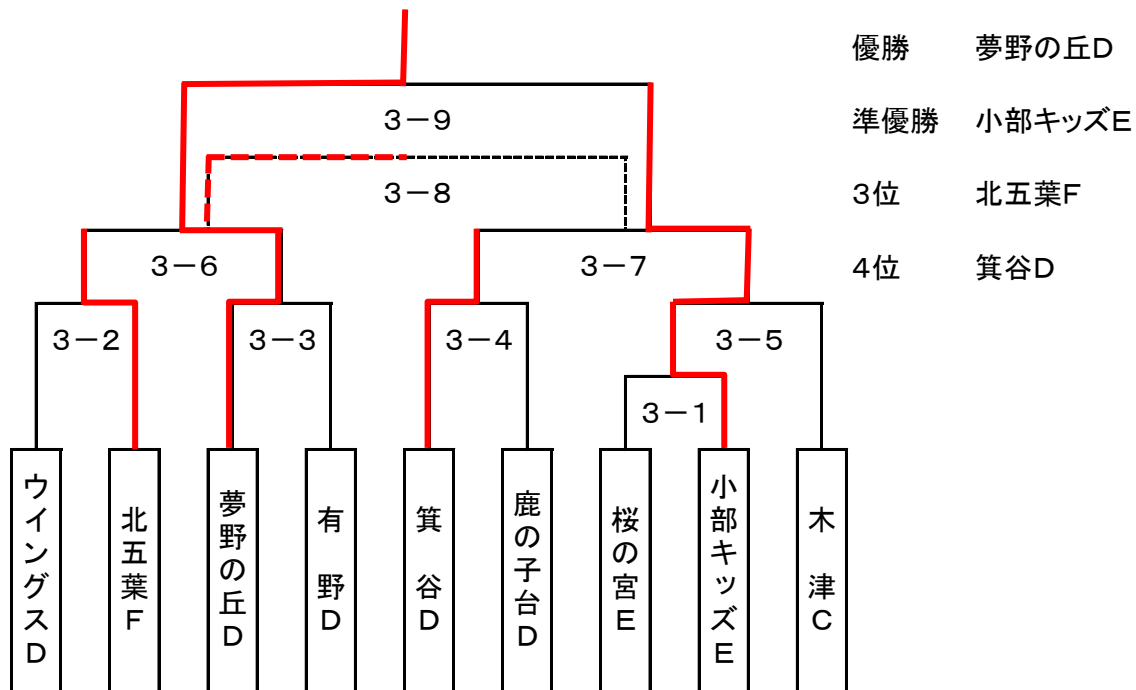 優勝 夢野の丘D
3－9
準優勝 小部キッズE
3－8
3位 北五葉F
3－6
3－7
4位 箕谷D
3－2
3－3
3－4
3－5
3－1
ウイングスD
北五葉F
夢野の丘D
有野D
箕谷D
鹿の子台D
桜の宮E
小部キッズE
木津C